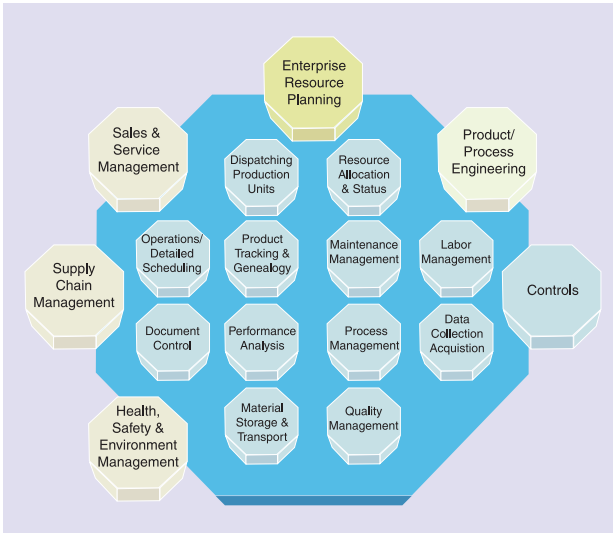 Enterprise
Resource
Planning
Sales &
Service
Management
Product/
Process
Engineering
Dispatching
Production
Units
Resource
Allocation
& Status
Operations/
Detailed
Scheduling
Product
Tracking &
Genealogy
Maintenance
Management
Labor
Management
Supply
Chain
Management
Controls
Document
Control
Performance
Analysis
Process
Management
Data
Collection
Acquistion
Health,
Safety &
Environment
Management
Material
Storage &
Transport
Quality
Management